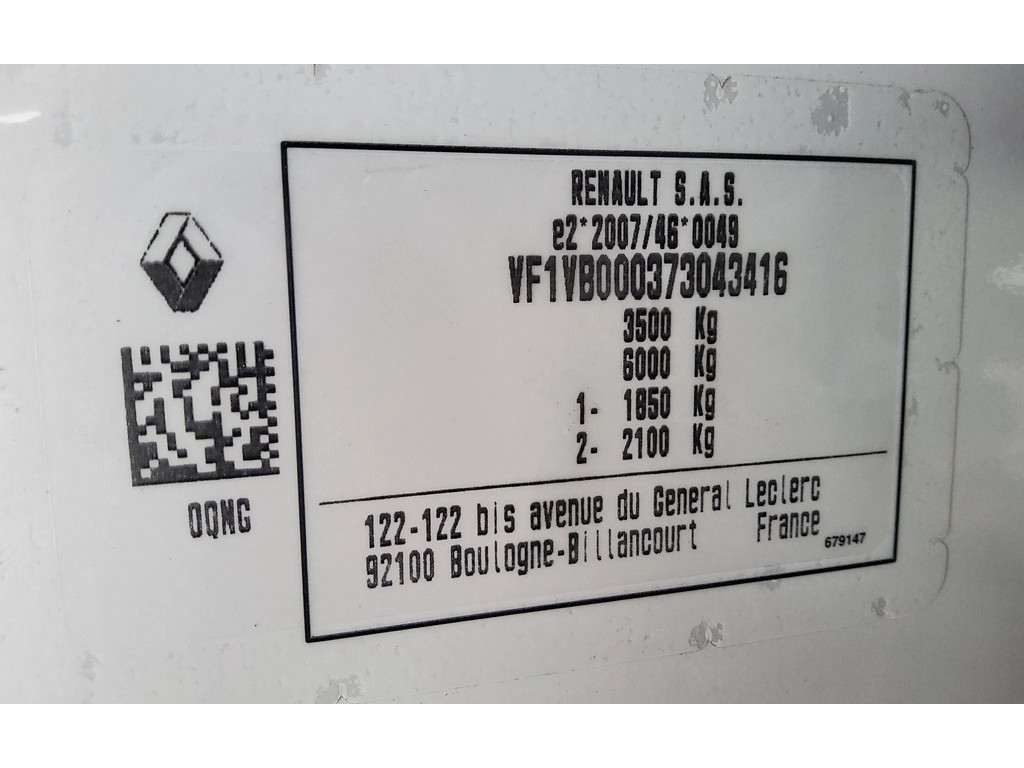 RENAULT S.A.S.
e2*2007/46*0049
VF1VB000373043416
3500 Kg
6000 Kg
1- 1850 Kg
2- 2100 Kg
0QNG
122-122 bis avenue du General Leclerc
92100 Boulogne-Billancourt France
679147